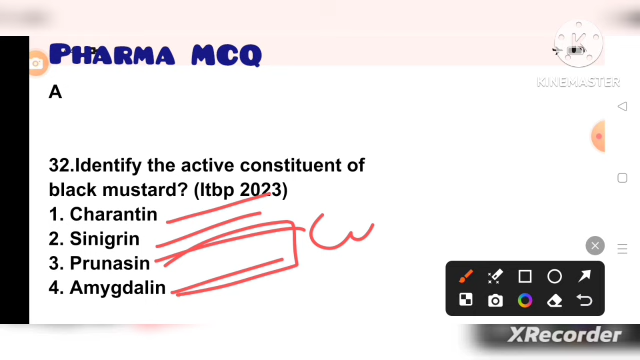 PHARMA MCQ
KINEMASTER
A
32.Identify the active constituent of
black mustard? (Itbp 2023)
1. Charantin
2. Sinigrin
3. Prunasin
4. Amygdalin
XRecorder